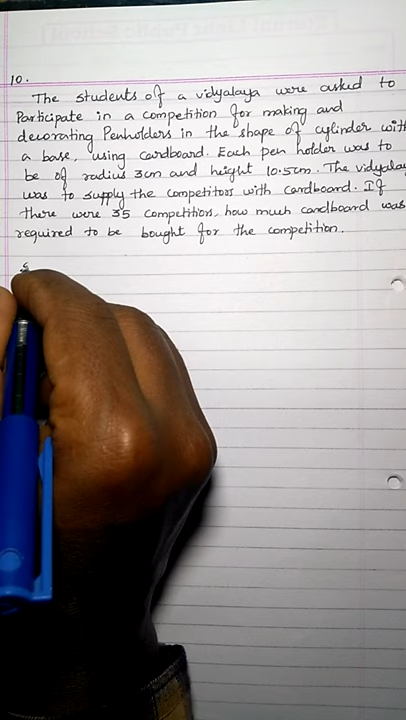 10.
The students of a vidyalaya were asked to
Participate in a competition for making and
decorating Penholders in the shape of cylinder with
a base, using cardboard. Each pen holder was to
be of radius 3cm and height 10.5cm. The vidyala
was to supply the competitors with cardboard. If
there were 35 competitiors, how much cardboard was
required to be bought for the competition.
S